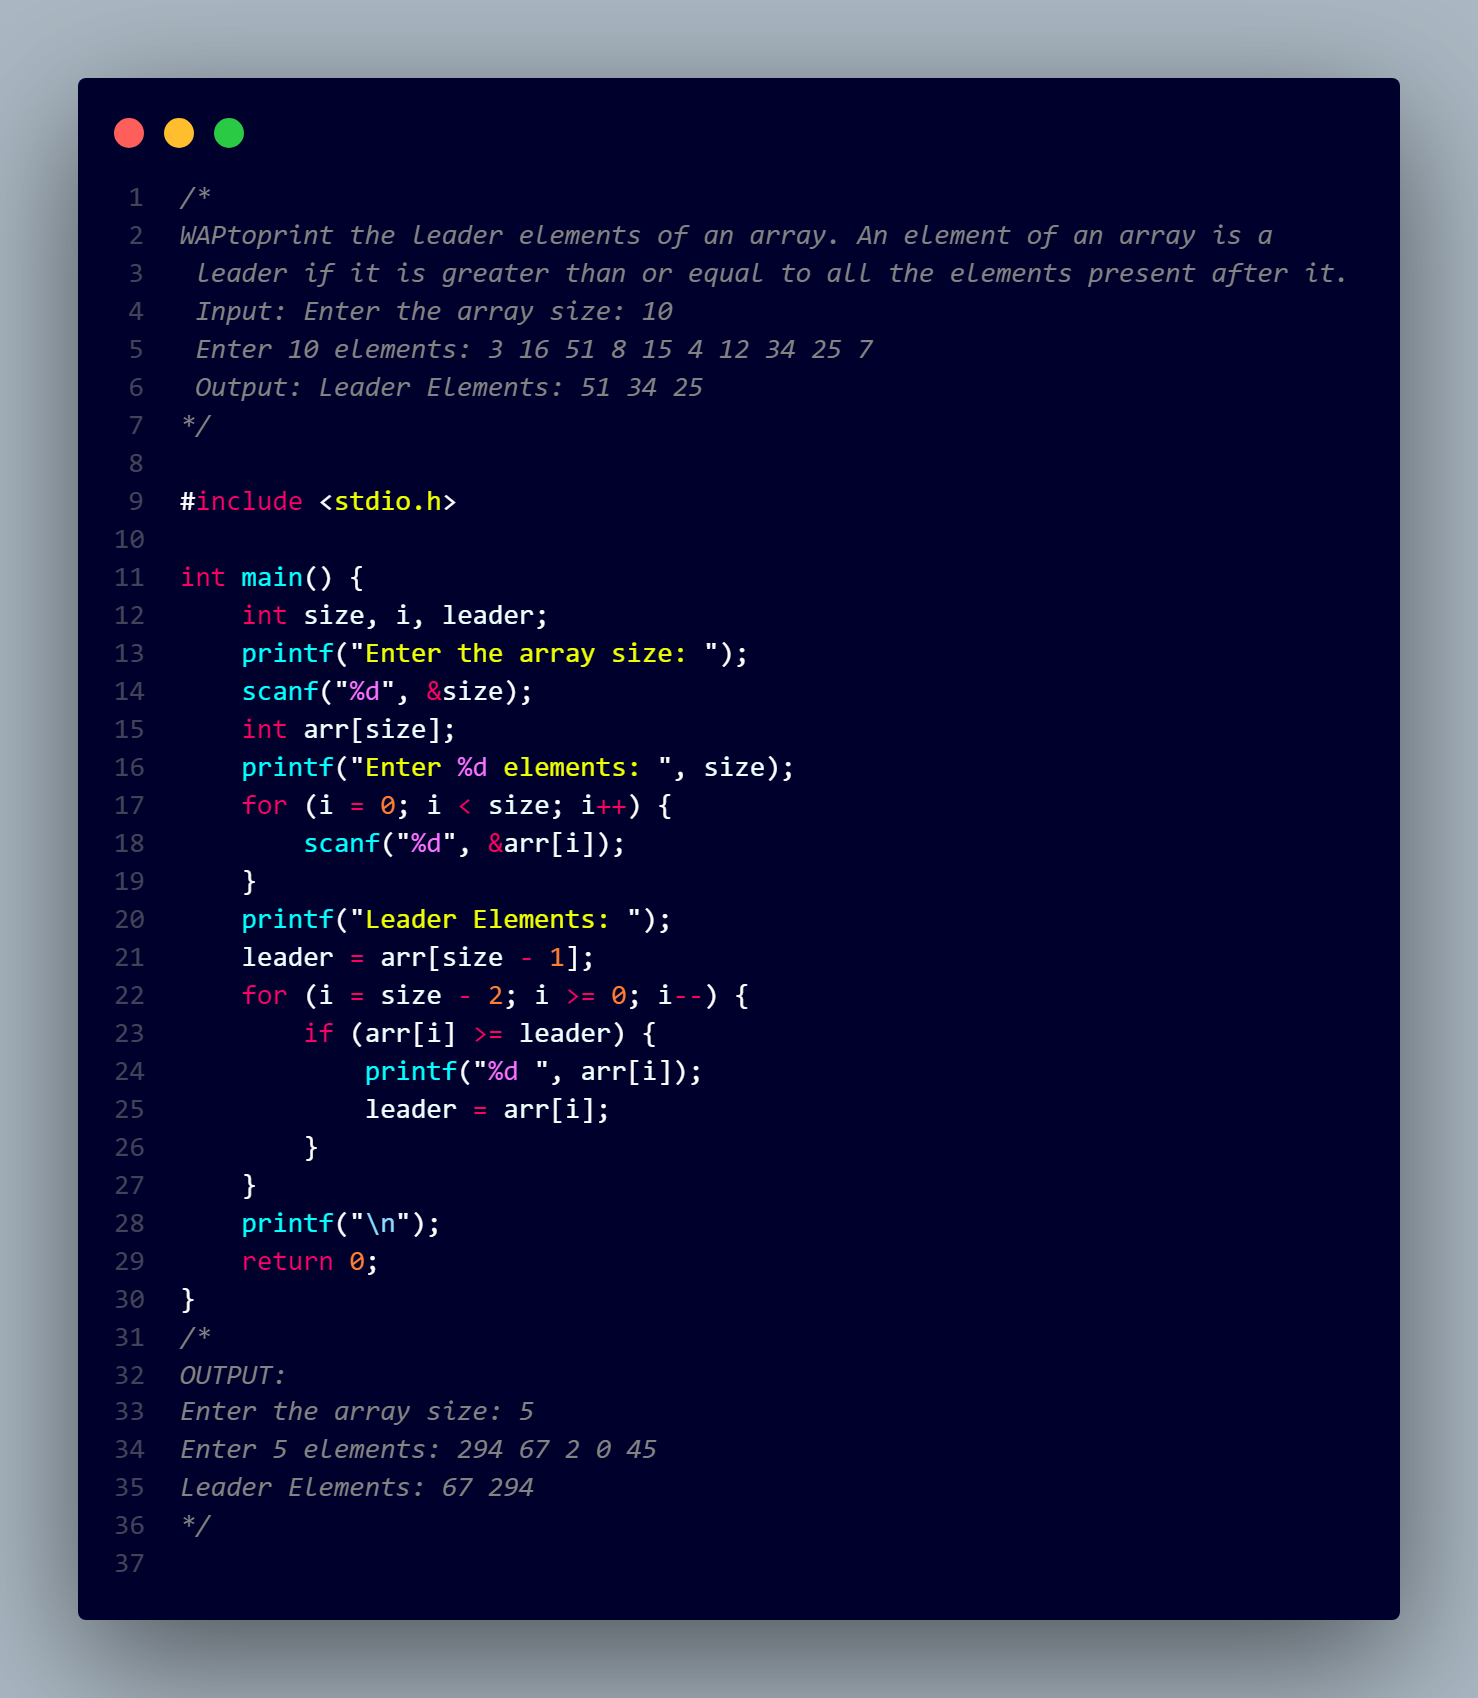 1 /*
2 WAPtoprint the leader elements of an array. An element of an array is a
3  leader if it is greater than or equal to all the elements present after it.
4  Input: Enter the array size: 10
5  Enter 10 elements: 3 16 51 8 15 4 12 34 25 7
6  Output: Leader Elements: 51 34 25
7 */
8
9 #include <stdio.h>
10
11 int main() {
12     int size, i, leader;
13     printf("Enter the array size: ");
14     scanf("%d", &size);
15     int arr[size];
16     printf("Enter %d elements: ", size);
17     for (i = 0; i < size; i++) {
18         scanf("%d", &arr[i]);
19     }
20     printf("Leader Elements: ");
21     leader = arr[size - 1];
22     for (i = size - 2; i >= 0; i--) {
23         if (arr[i] >= leader) {
24             printf("%d ", arr[i]);
25             leader = arr[i];
26         }
27     }
28     printf("\n");
29     return 0;
30 }
31 /*
32 OUTPUT:
33 Enter the array size: 5
34 Enter 5 elements: 294 67 2 0 45
35 Leader Elements: 67 294
36 */
37